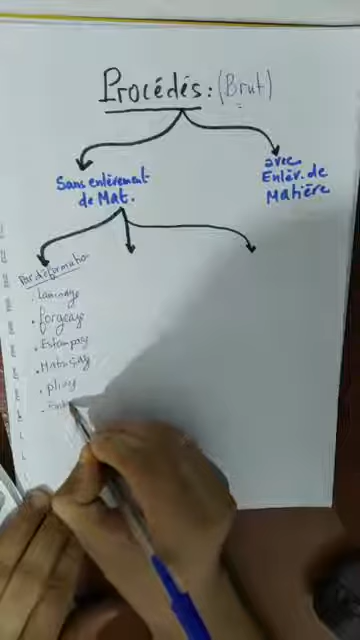 Procédés: (Brut)
Sans enlèvement
de Mat.
avec
Enlèv. de
Matière
Par déformation
. Laminage
. forgeage
. Estampage
. Matriçage
. pliage